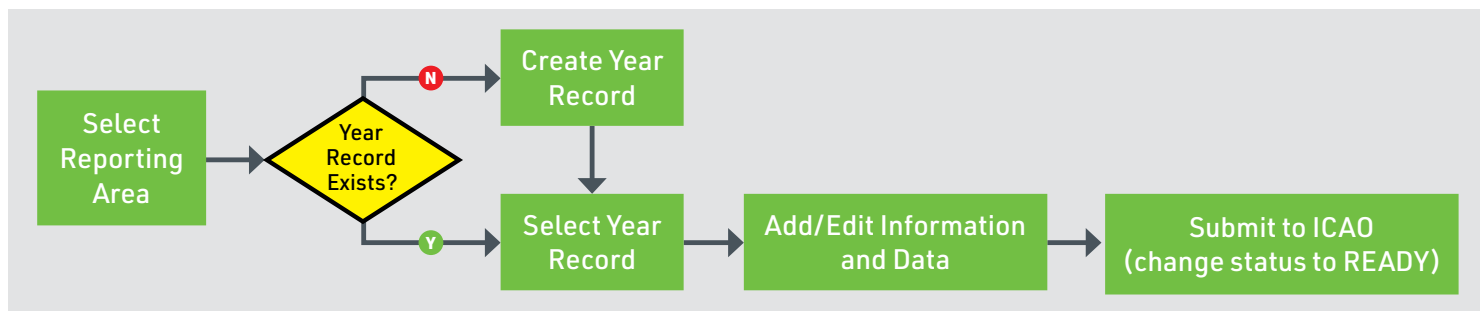 Select
Reporting
Area
Year
Record
Exists?
N
Create Year
Record
Y
Select Year
Record
Add/Edit Information
and Data
Submit to ICAO
(change status to READY)